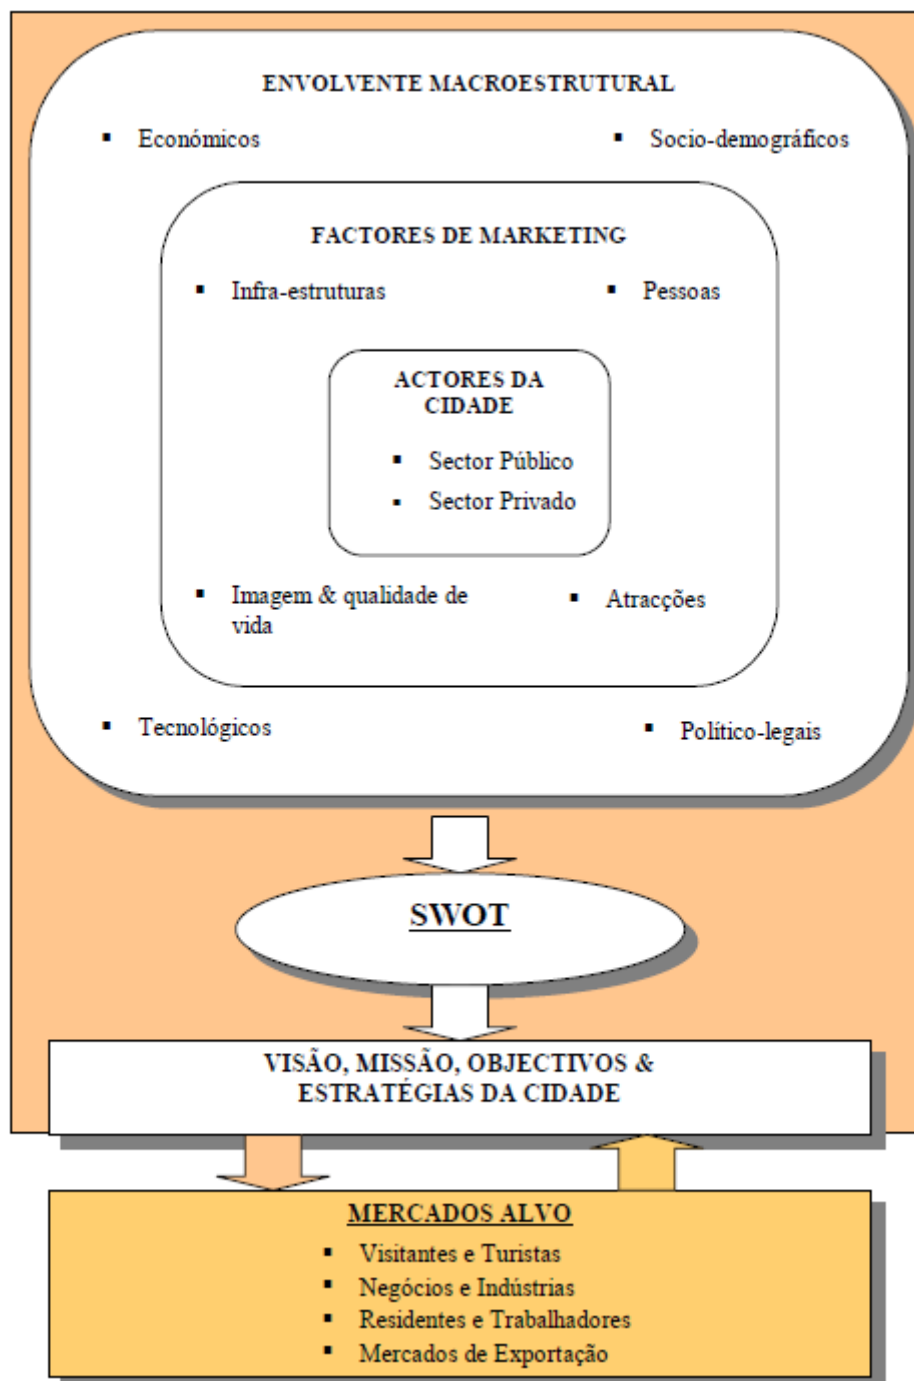 ENVOLVENTE MACROESTRUTURAL
▪ Económicos
▪ Socio-demográficos
FACTORES DE MARKETING
▪ Infra-estruturas
▪ Pessoas
ACTORES DA
CIDADE
▪ Sector Público
▪ Sector Privado
▪ Imagem & qualidade de
vida
▪ Atracções
▪ Tecnológicos
▪ Político-legais
SWOT
VISÃO, MISSÃO, OBJECTIVOS &
ESTRATÉGIAS DA CIDADE
MERCADOS ALVO
▪ Visitantes e Turistas
▪ Negócios e Indústrias
▪ Residentes e Trabalhadores
▪ Mercados de Exportação